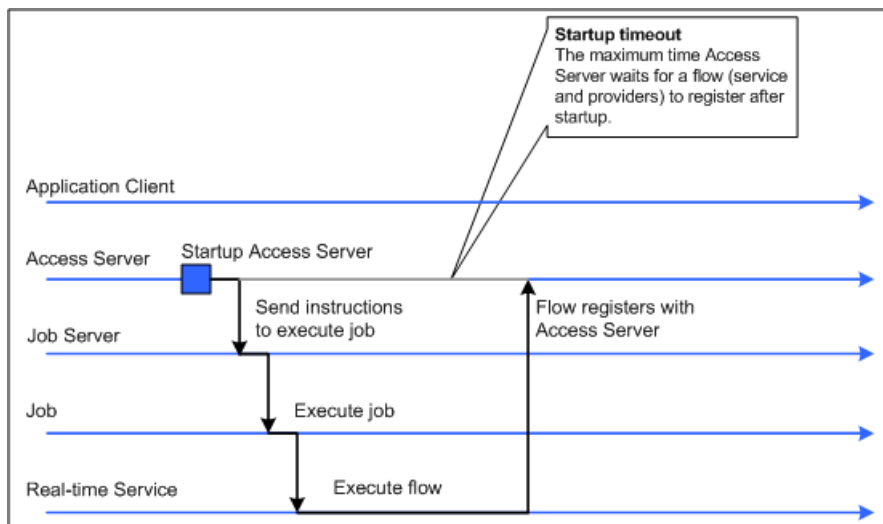 Startup timeout
The maximum time Access
Server waits for a flow (service
and providers) to register after
startup.
Application Client
Access Server
Startup Access Server
Send instructions
to execute job
Flow registers with
Access Server
Job Server
Job
Execute job
Real-time Service
Execute flow